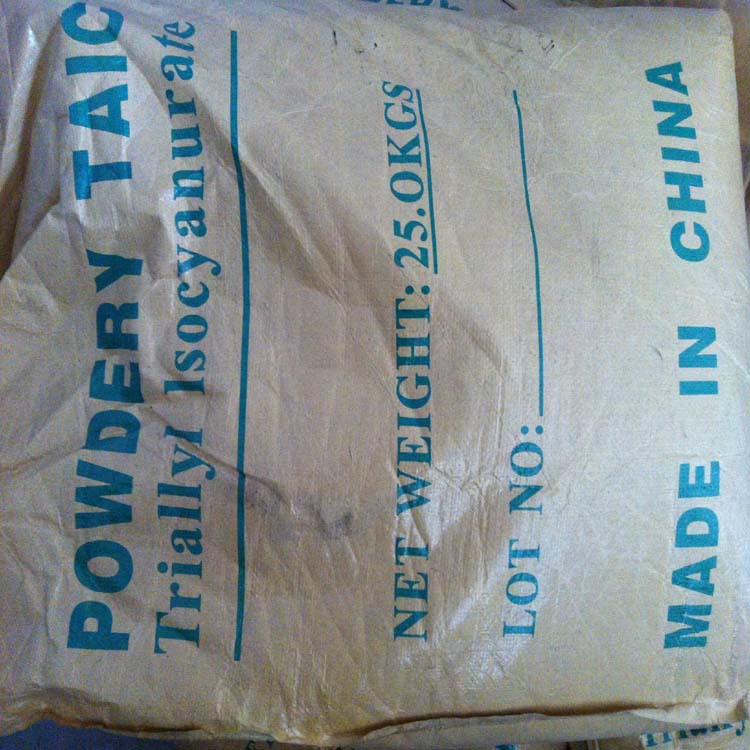 POWDERY TAIC
Triallyl Isocyanurate
NET WEIGHT: 25.0KGS
LOT NO:
MADE IN CHINA